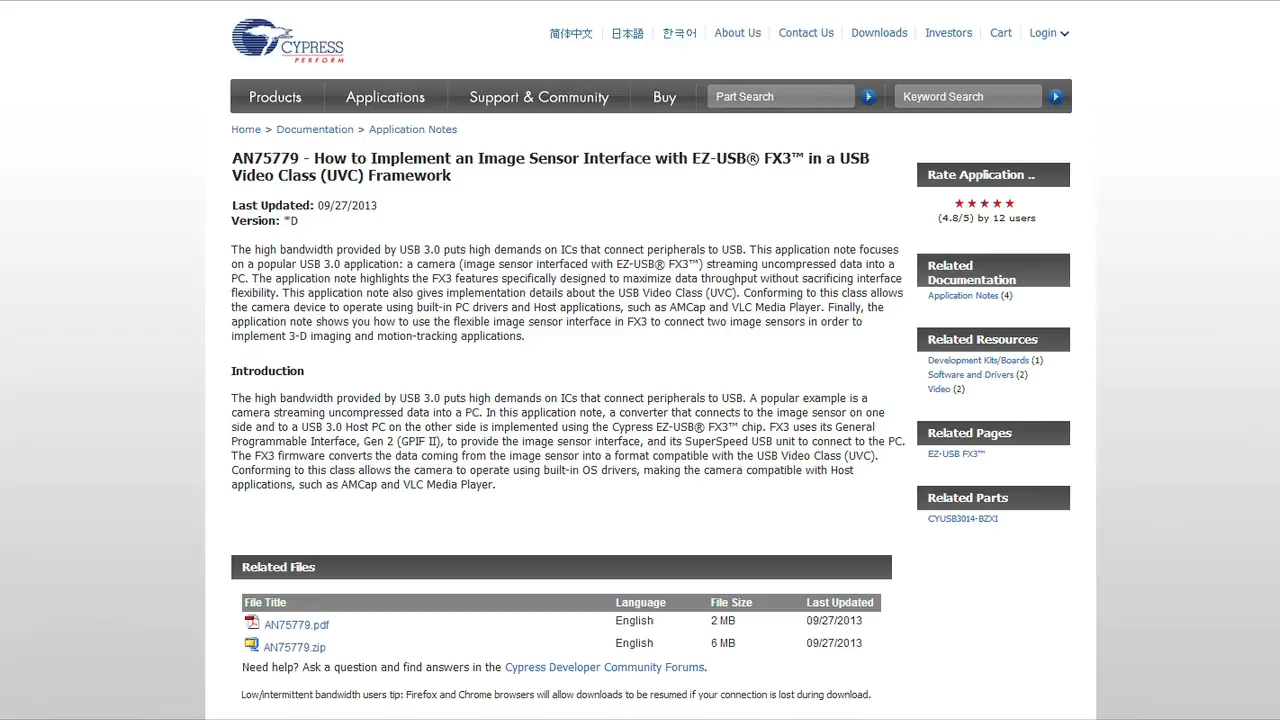 CYPRESS
PERFORM
简体中文 日本語 한국어 About Us Contact Us Downloads Investors Cart Login
Products Applications Support & Community Buy Part Search Keyword Search
Home > Documentation > Application Notes
AN75779 - How to Implement an Image Sensor Interface with EZ-USB® FX3™ in a USB
Video Class (UVC) Framework
Last Updated: 09/27/2013
Version: *D
The high bandwidth provided by USB 3.0 puts high demands on ICs that connect peripherals to USB. This application note focuses
on a popular USB 3.0 application: a camera (image sensor interfaced with EZ-USB® FX3™) streaming uncompressed data into a
PC. The application note highlights the FX3 features specifically designed to maximize data throughput without sacrificing interface
flexibility. This application note also gives implementation details about the USB Video Class (UVC). Conforming to this class allows
the camera device to operate using built-in PC drivers and Host applications, such as AMCap and VLC Media Player. Finally, the
application note shows you how to use the flexible image sensor interface in FX3 to connect two image sensors in order to
implement 3-D imaging and motion-tracking applications.
Introduction
The high bandwidth provided by USB 3.0 puts high demands on ICs that connect peripherals to USB. A popular example is a
camera streaming uncompressed data into a PC. In this application note, a converter that connects to the image sensor on one
side and to a USB 3.0 Host PC on the other side is implemented using the Cypress EZ-USB® FX3™ chip. FX3 uses its General
Programmable Interface, Gen 2 (GPIF II), to provide the image sensor interface, and its SuperSpeed USB unit to connect to the PC.
The FX3 firmware converts the data coming from the image sensor into a format compatible with the USB Video Class (UVC).
Conforming to this class allows the camera to operate using built-in OS drivers, making the camera compatible with Host
applications, such as AMCap and VLC Media Player.
Related Files
File Title Language File Size Last Updated
AN75779.pdf English 2 MB 09/27/2013
AN75779.zip English 6 MB 09/27/2013
Need help? Ask a question and find answers in the Cypress Developer Community Forums.
Low/intermittent bandwidth users tip: Firefox and Chrome browsers will allow downloads to be resumed if your connection is lost during download.
Rate Application ..
(4.8/5) by 12 users
Related
Documentation
Application Notes (4)
Related Resources
Development Kits/Boards (1)
Software and Drivers (2)
Video (2)
Related Pages
EZ-USB FX3™
Related Parts
CYUSB3014-BZXI